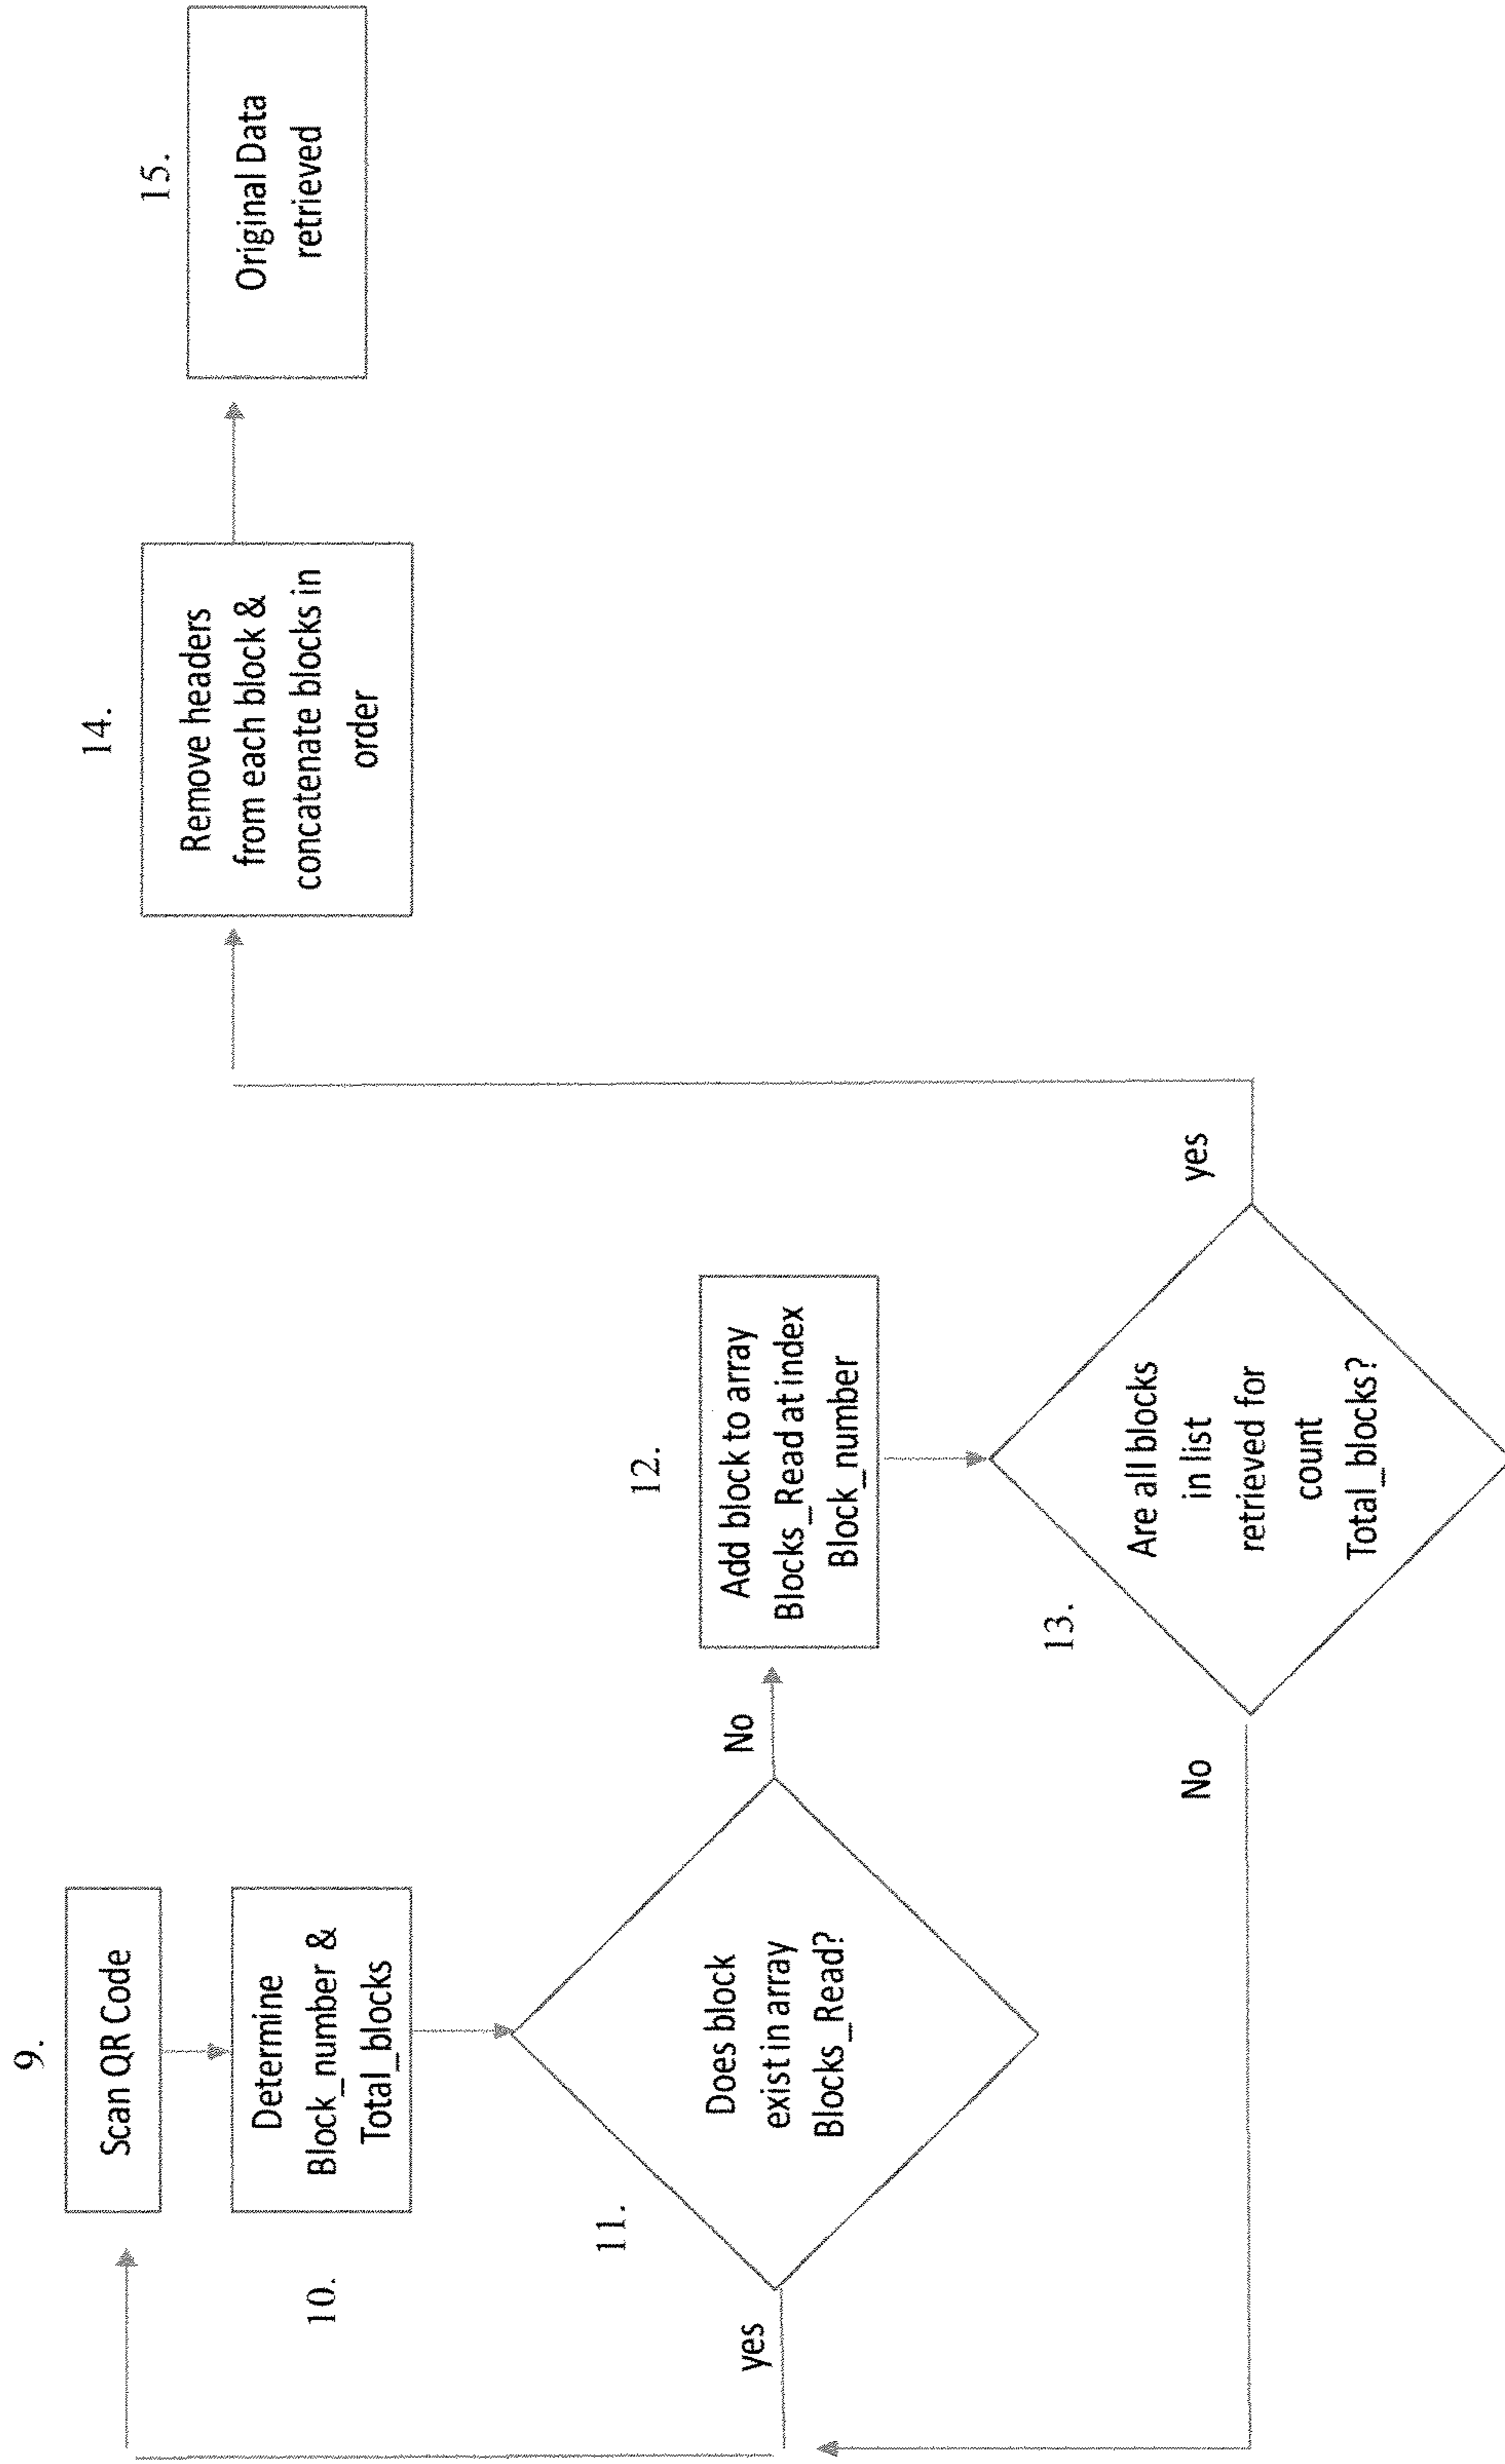 9.
Scan QR Code
10.
Determine
Block_number &
Total_blocks
11.
Does block
exist in array
Blocks_Read?
yes
No
12.
Add block to array
Blocks_Read at index
Block_number
13.
Are all blocks
in list
retrieved for
count
Total_blocks?
No
yes
14.
Remove headers
from each block &
concatenate blocks in
order
15.
Original Data
retrieved